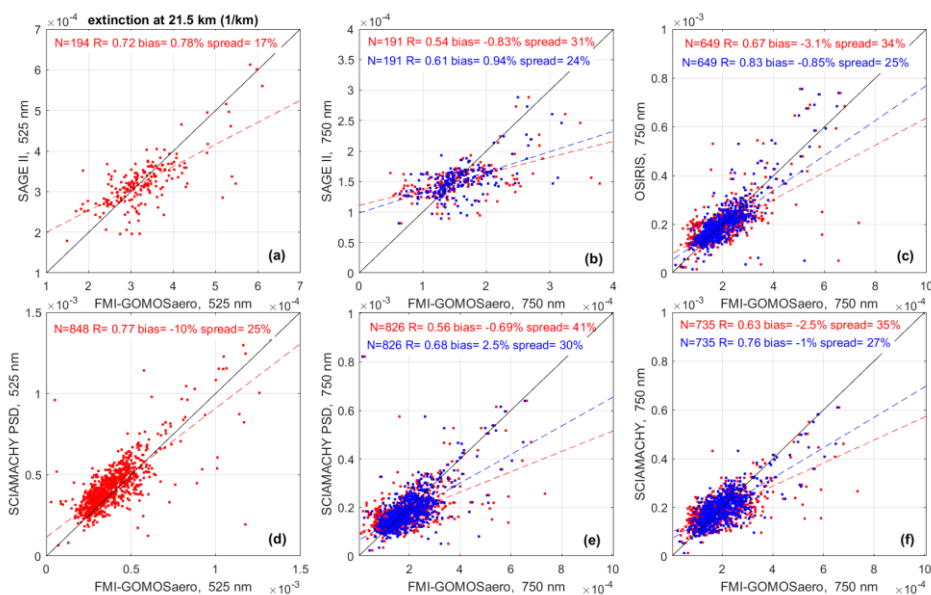 extinction at 21.5 km (1/km)
×10⁻⁴
N=194 R = 0.72 bias= 0.78% spread= 17%
7
6
5
4
3
2
1
SAGE II, 525 nm
(a)
1 2 3 4 5 6 7
FMI-GOMOSaero, 525 nm
×10⁻⁴
×10⁻⁴
N=191 R = 0.54 bias= -0.83% spread= 31%
N=191 R = 0.61 bias= 0.94% spread= 24%
4
3.5
3
2.5
2
1.5
1
0.5
0
SAGE II, 750 nm
(b)
0 1 2 3 4
FMI-GOMOSaero, 750 nm
×10⁻⁴
×10⁻³
N=649 R = 0.67 bias= -3.1% spread= 34%
N=649 R = 0.83 bias= -0.85% spread= 25%
1
0.8
0.6
0.4
0.2
0
OSIRIS, 750 nm
(c)
0 2 4 6 8 10
FMI-GOMOSaero, 750 nm
×10⁻⁴
×10⁻³
N=848 R = 0.77 bias= -10% spread= 25%
1.5
1
0.5
0
SCIAMACHY PSD, 525 nm
(d)
0 0.5 1 1.5
FMI-GOMOSaero, 525 nm
×10⁻³
×10⁻³
N=826 R = 0.56 bias= -0.69% spread= 41%
N=826 R = 0.68 bias= 2.5% spread= 30%
1
0.8
0.6
0.4
0.2
0
SCIAMACHY PSD, 750 nm
(e)
0 2 4 6 8 10
FMI-GOMOSaero, 750 nm
×10⁻⁴
×10⁻³
N=735 R = 0.63 bias= -2.5% spread= 35%
N=735 R = 0.76 bias= -1% spread= 27%
1
0.8
0.6
0.4
0.2
0
SCIAMACHY, 750 nm
(f)
0 2 4 6 8 10
FMI-GOMOSaero, 750 nm
×10⁻⁴